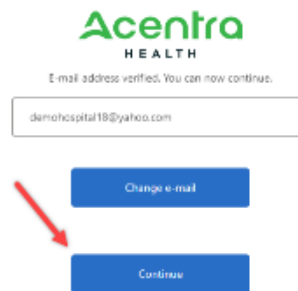 Acentra
HEALTH
E-mail address verified. You can now continue.
demohospital18@yahoo.com
Change e-mail
Continue